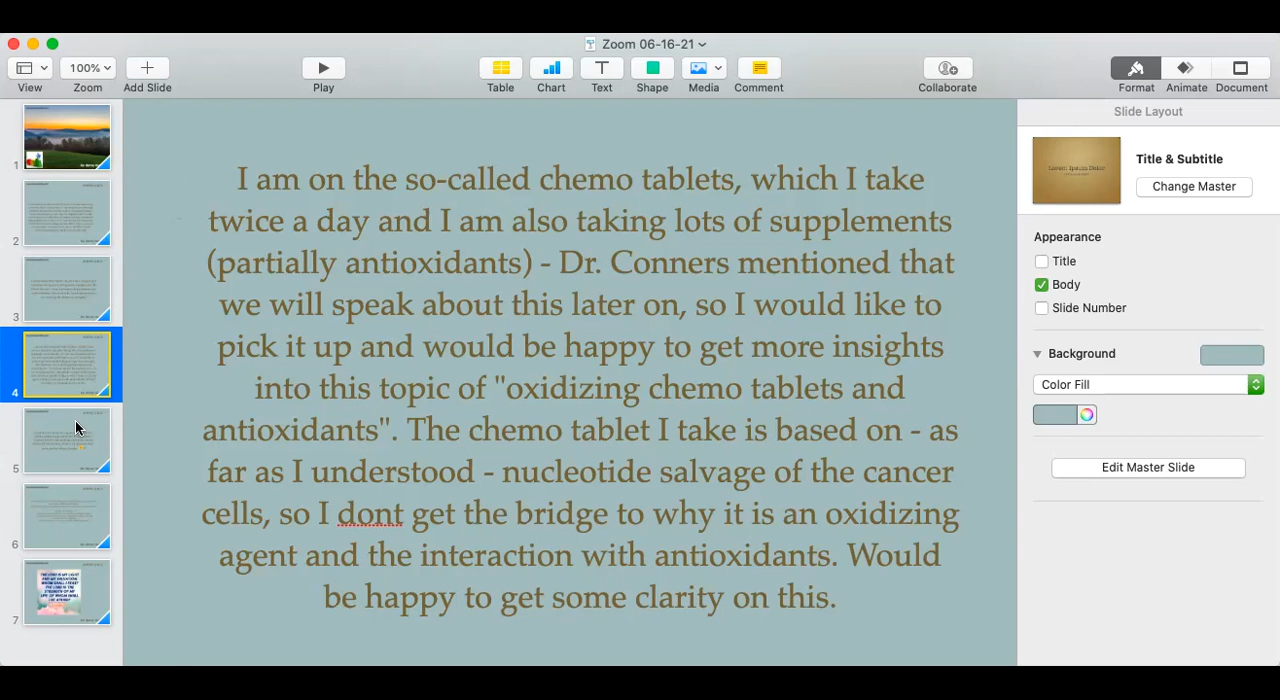 Zoom 06-16-21
100%
View
Zoom
Add Slide
Play
Table
Chart
Text
Shape
Media
Comment
Collaborate
Format
Animate
Document
Slide Layout
Lorem Ipsum Dolor
Title & Subtitle
Change Master
Appearance
Title
Body
Slide Number
Background
Color Fill
Edit Master Slide
1
2
3
4
5
6
7
I am on the so-called chemo tablets, which I take
twice a day and I am also taking lots of supplements
(partially antioxidants) - Dr. Conners mentioned that
we will speak about this later on, so I would like to
pick it up and would be happy to get more insights
into this topic of "oxidizing chemo tablets and
antioxidants". The chemo tablet I take is based on - as
far as I understood - nucleotide salvage of the cancer
cells, so I dont get the bridge to why it is an oxidizing
agent and the interaction with antioxidants. Would
be happy to get some clarity on this.